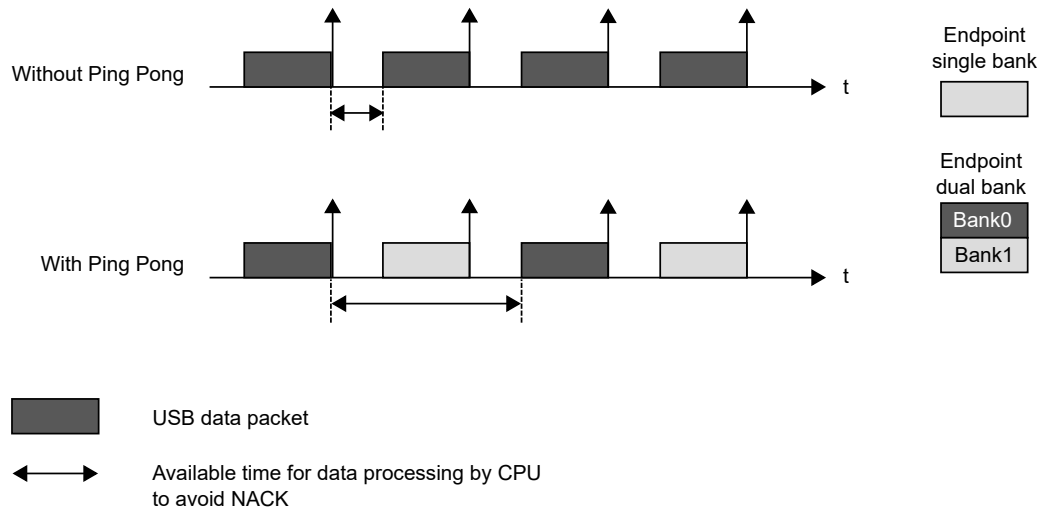 Without Ping Pong
t
Endpoint
single bank
Endpoint
dual bank
Bank0
Bank1
With Ping Pong
t
USB data packet
Available time for data processing by CPU
to avoid NACK